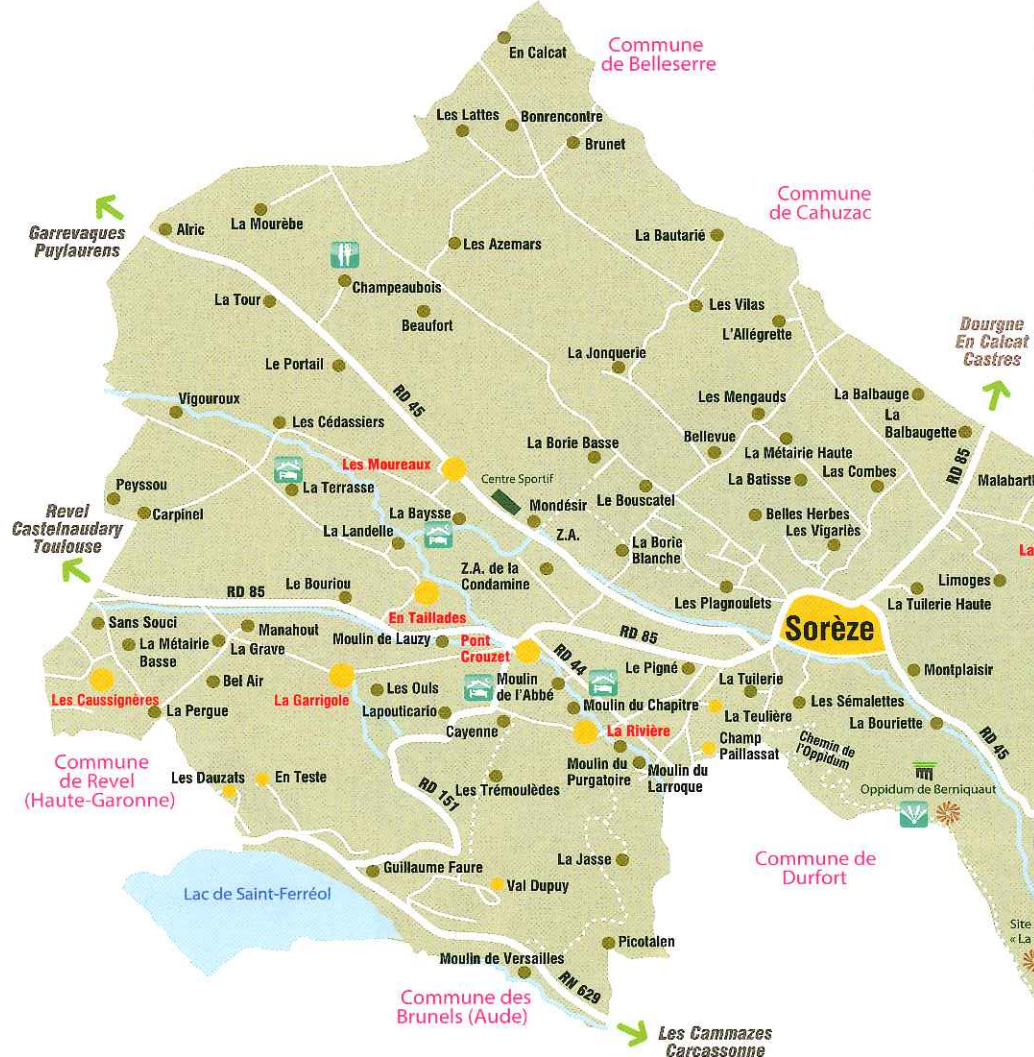 En Calcat
Commune
de Belleserre
Les Lattes
Bonrencontre
Brunet
Commune
de Cahuzac
Garrevaques
Puylaurens
Alric
La Mourèbe
Les Azemars
La Bautarié
Champeaubois
La Tour
Beaufort
Les Vilas
L'Allégrette
Dourgne
En Calcat
Castres
Le Portail
La Jonquerie
RD 45
Vigouroux
Les Cédassiers
Les Mengauds
La Balbauge
La
Balbaugette
La Borie Basse
Bellevue
La Métairie Haute
Les Moureaux
Centre Sportif
La Batisse
Las Combes
RD 85
Malabart
Peyssou
La Terrasse
Mondésir
Le Bouscatel
Carpinel
La Baysse
Belles Herbes
Revel
Castelnaudary
Toulouse
La Landelle
Z.A.
Les Vigariès
La Borie
Blanche
La
Z.A. de la
Condamine
Le Bouriou
RD 85
Limoges
Les Plagnoulets
La Tuilerie Haute
En Taillades
Sans Souci
Manahout
Moulin de Lauzy
Pont
Crouzet
RD 85
Sorèze
La Métairie
Basse
La Grave
RD 44
Le Pigné
Montplaisir
Bel Air
Les Ouls
Moulin
de l'Abbé
La Tuilerie
Les Caussignères
La Garrigole
La Pergue
Lapouticario
Moulin du Chapitre
La Teulière
Les Sémalettes
La Bouriette
Cayenne
La Rivière
Champ
Paillassat
Chemin de
l'Oppidum
RD 45
Commune
de Revel
(Haute-Garonne)
Les Dauzats
En Teste
RD 151
Les Trémoulèdes
Moulin du
Purgatoire
Moulin du
Larroque
Oppidum de Berniquaut
Guillaume Faure
La Jasse
Commune de
Durfort
Lac de Saint-Ferréol
Val Dupuy
Site
« La
Picotalen
Moulin de Versailles
RN 629
Commune des
Brunels (Aude)
Les Cammazes
Carcassonne